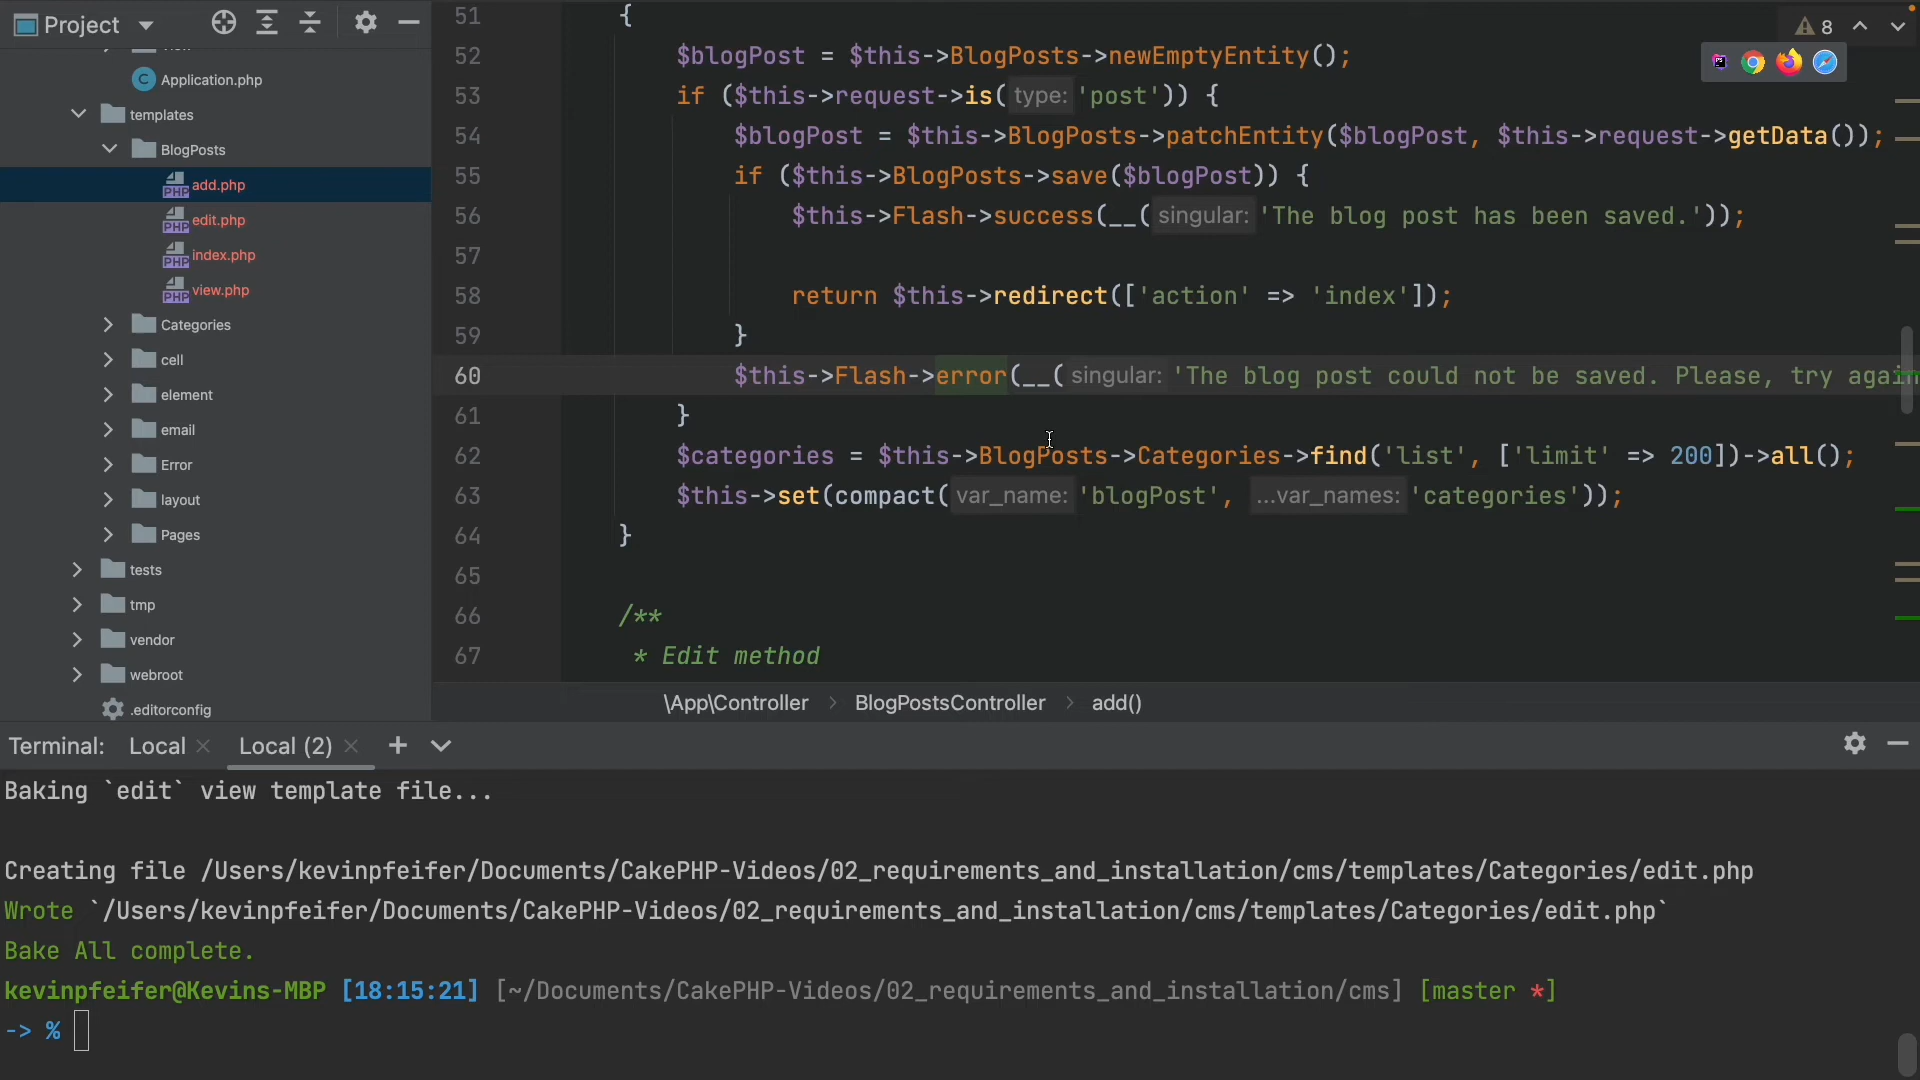 Project
Application.php
templates
BlogPosts
add.php
edit.php
index.php
view.php
Categories
cell
element
email
Error
layout
Pages
tests
tmp
vendor
webroot
.editorconfig
8
51 {
52 $blogPost = $this->BlogPosts->newEmptyEntity();
53 if ($this->request->is( type: 'post')) {
54 $blogPost = $this->BlogPosts->patchEntity($blogPost, $this->request->getData());
55 if ($this->BlogPosts->save($blogPost)) {
56 $this->Flash->success(__( singular: 'The blog post has been saved.'));
57
58 return $this->redirect(['action' => 'index']);
59 }
60 $this->Flash->error(__( singular: 'The blog post could not be saved. Please, try again
61 }
62 $categories = $this->BlogPosts->Categories->find('list', ['limit' => 200])->all();
63 $this->set(compact( var_name: 'blogPost', ...var_names: 'categories'));
64 }
65
66 /**
67 * Edit method
\App\Controller > BlogPostsController > add()
Terminal: Local Local (2)
Baking `edit` view template file...
Creating file /Users/kevinpfeifer/Documents/CakePHP-Videos/02_requirements_and_installation/cms/templates/Categories/edit.php
Wrote `/Users/kevinpfeifer/Documents/CakePHP-Videos/02_requirements_and_installation/cms/templates/Categories/edit.php`
Bake All complete.
kevinpfeifer@Kevins-MBP [18:15:21] [~/Documents/CakePHP-Videos/02_requirements_and_installation/cms] [master *]
-> %